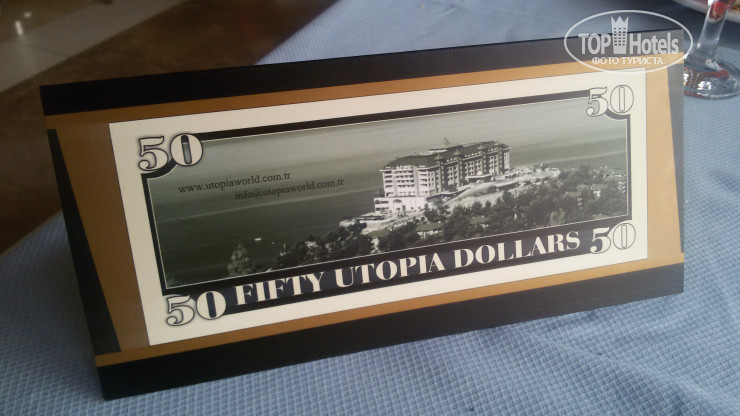 TOP Hotels
ФОТО ТУРИСТА
50
50
www.utopiaworld.com.tr
info@utopiaworld.com.tr
50 FIFTY UTOPIA DOLLARS 50